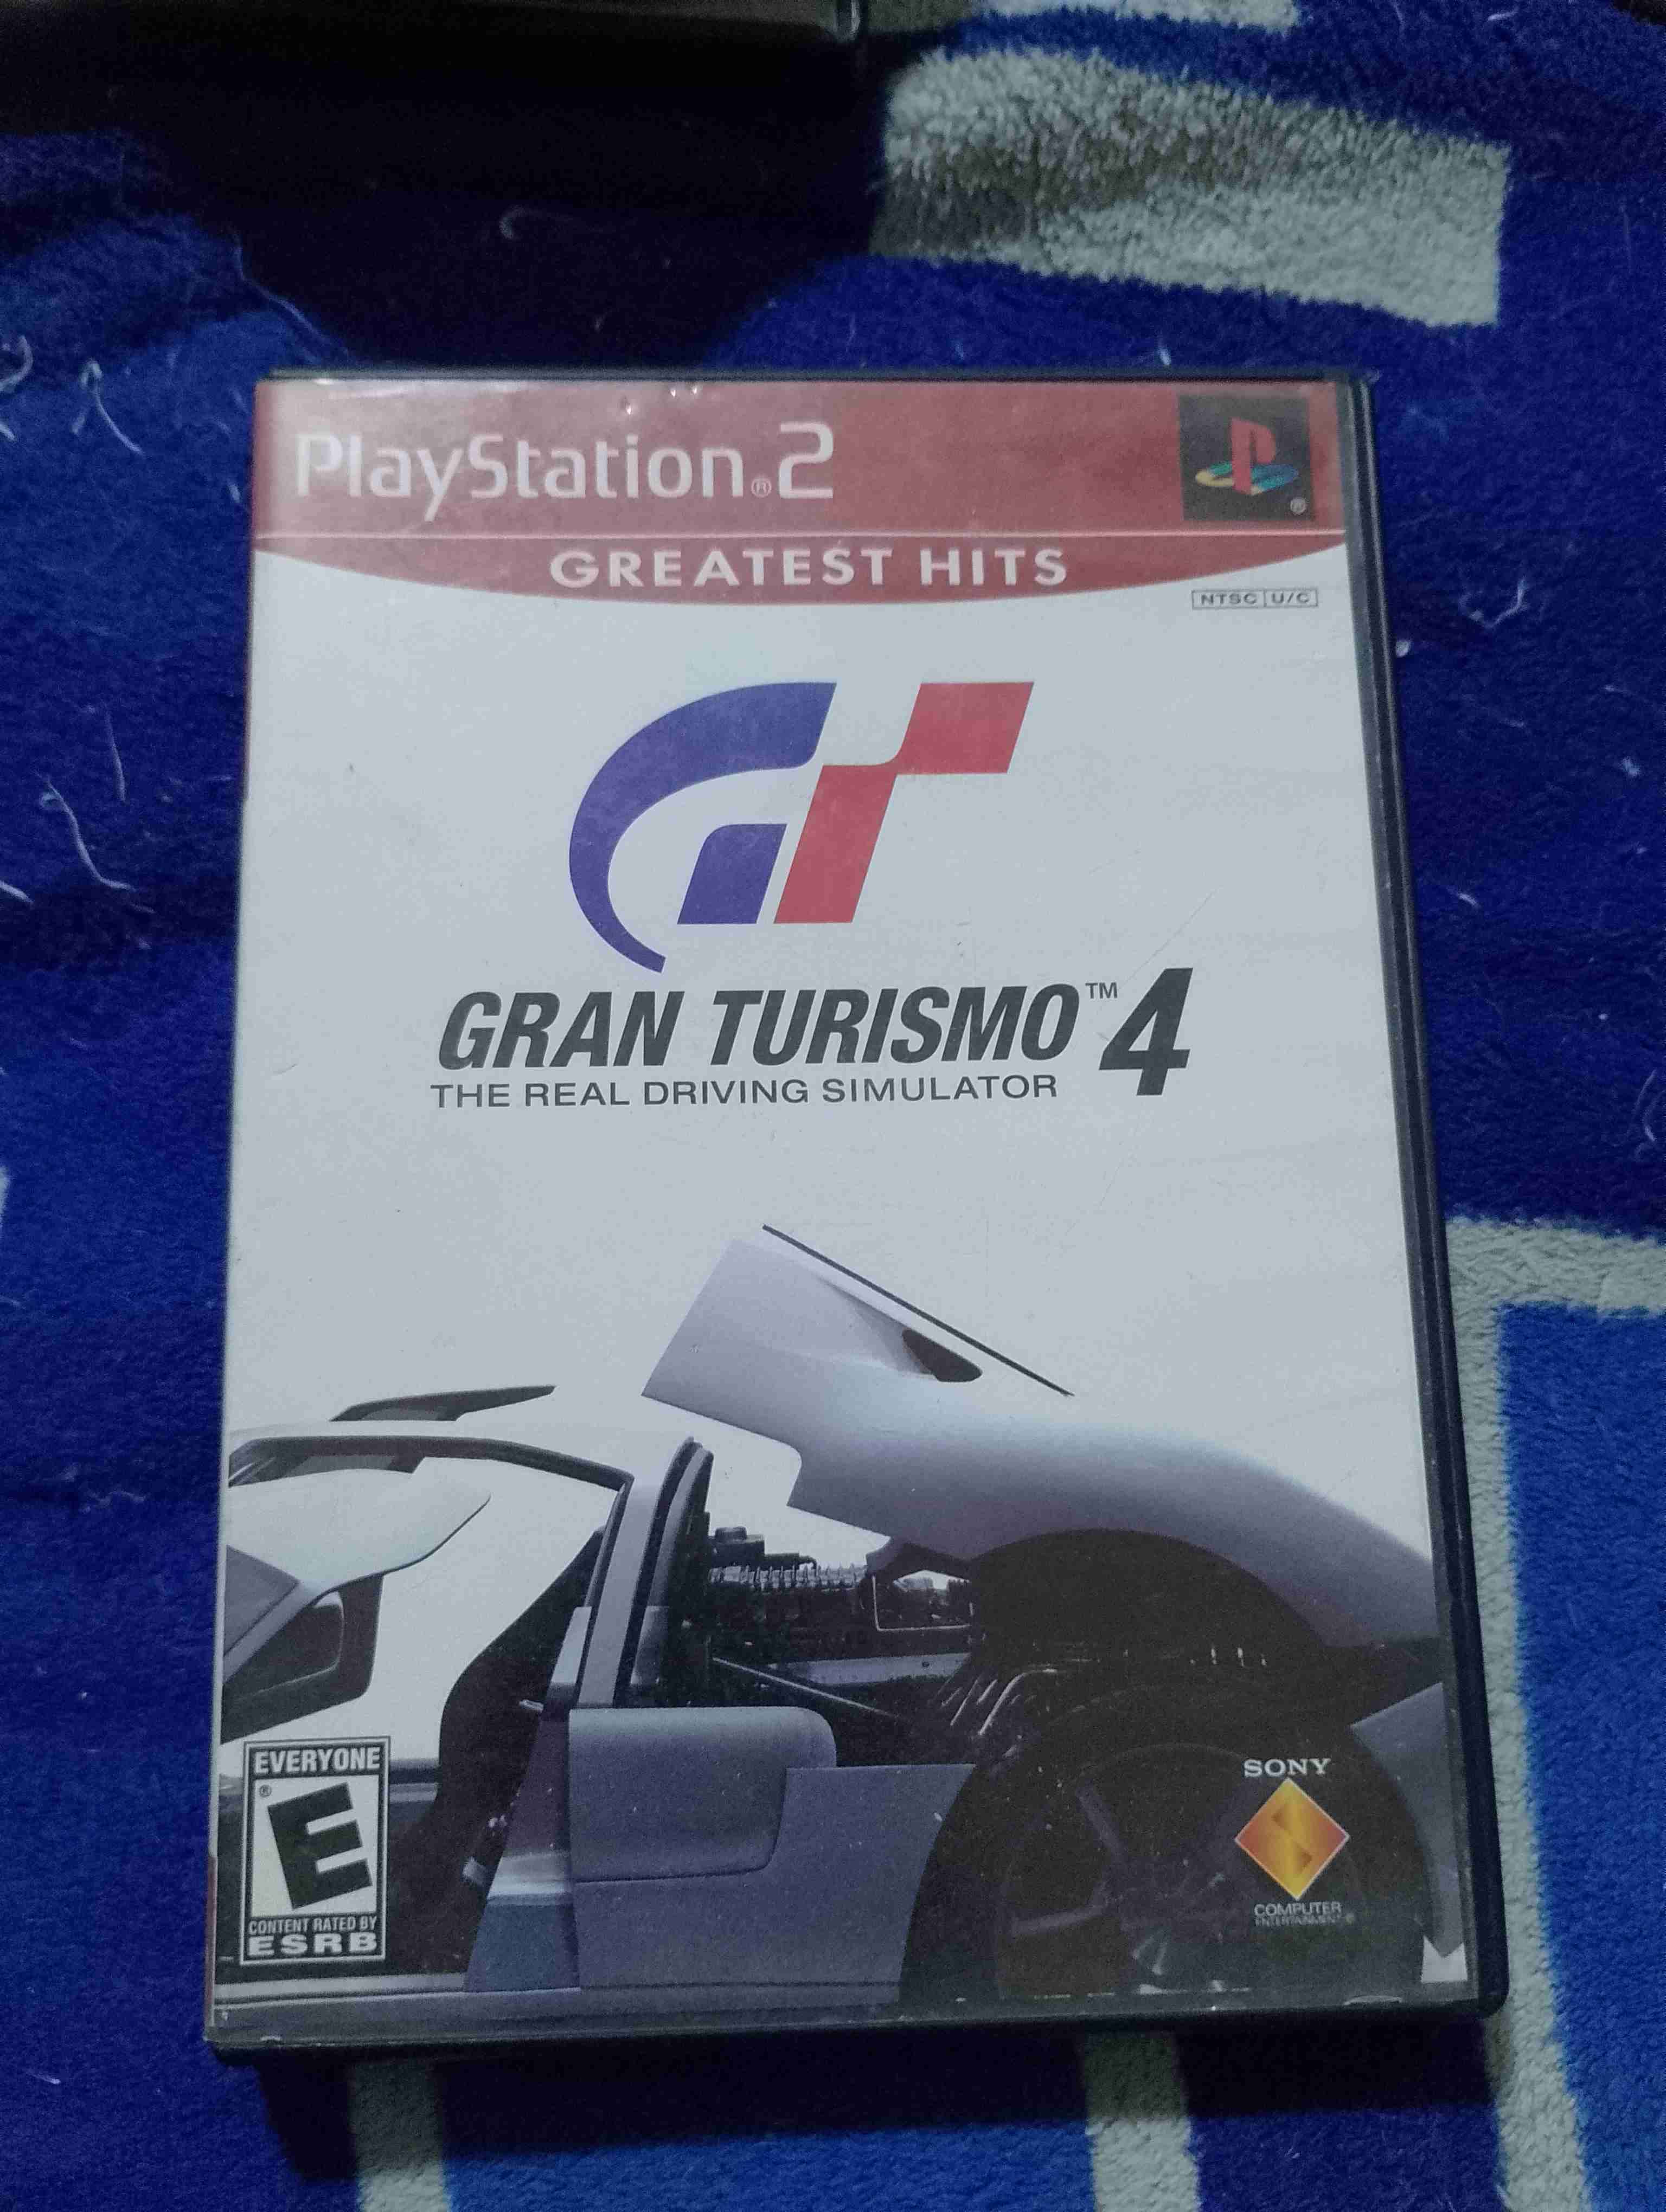 PlayStation®2
®
GREATEST HITS
NTSC U/C
GT
GRAN TURISMO™ 4
THE REAL DRIVING SIMULATOR
EVERYONE
®
E
CONTENT RATED BY
ESRB
SONY
COMPUTER
ENTERTAINMENT®